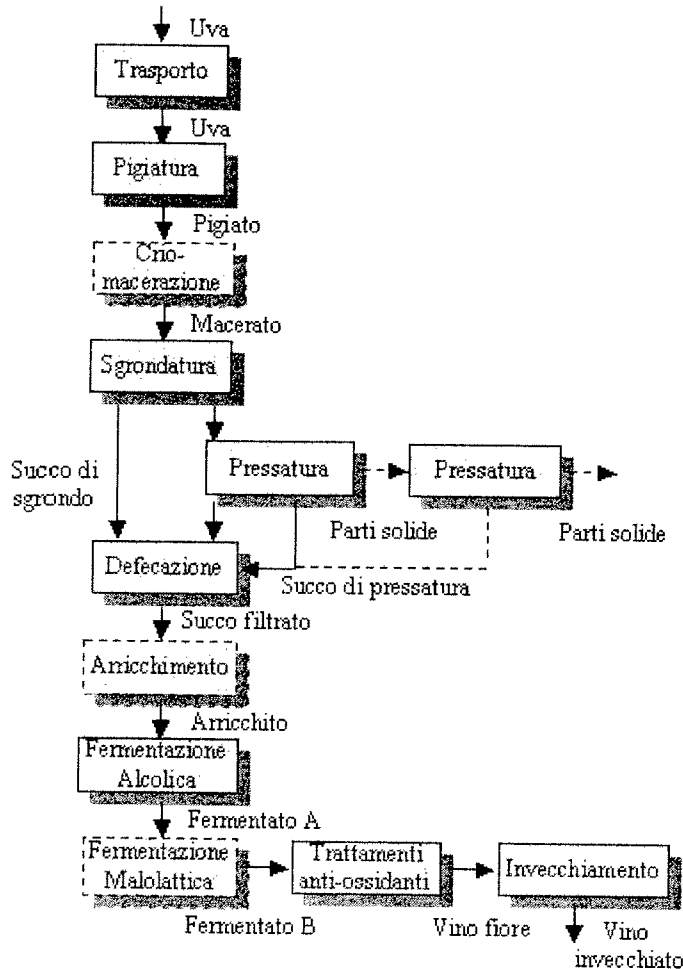 Uva
Trasporto
Uva
Pigiatura
Pigiato
Crio-
macerazione
Macerato
Sgrondatura
Succo di
sgrondo
Pressatura
Pressatura
Parti solide
Parti solide
Defecazione
Succo di pressatura
Succo filtrato
Arricchimento
Arricchito
Fermentazione
Alcolica
Fermentato A
Fermentazione
Malolattica
Trattamenti
anti-ossidanti
Invecchiamento
Fermentato B
Vino fiore
Vino
invecchiato